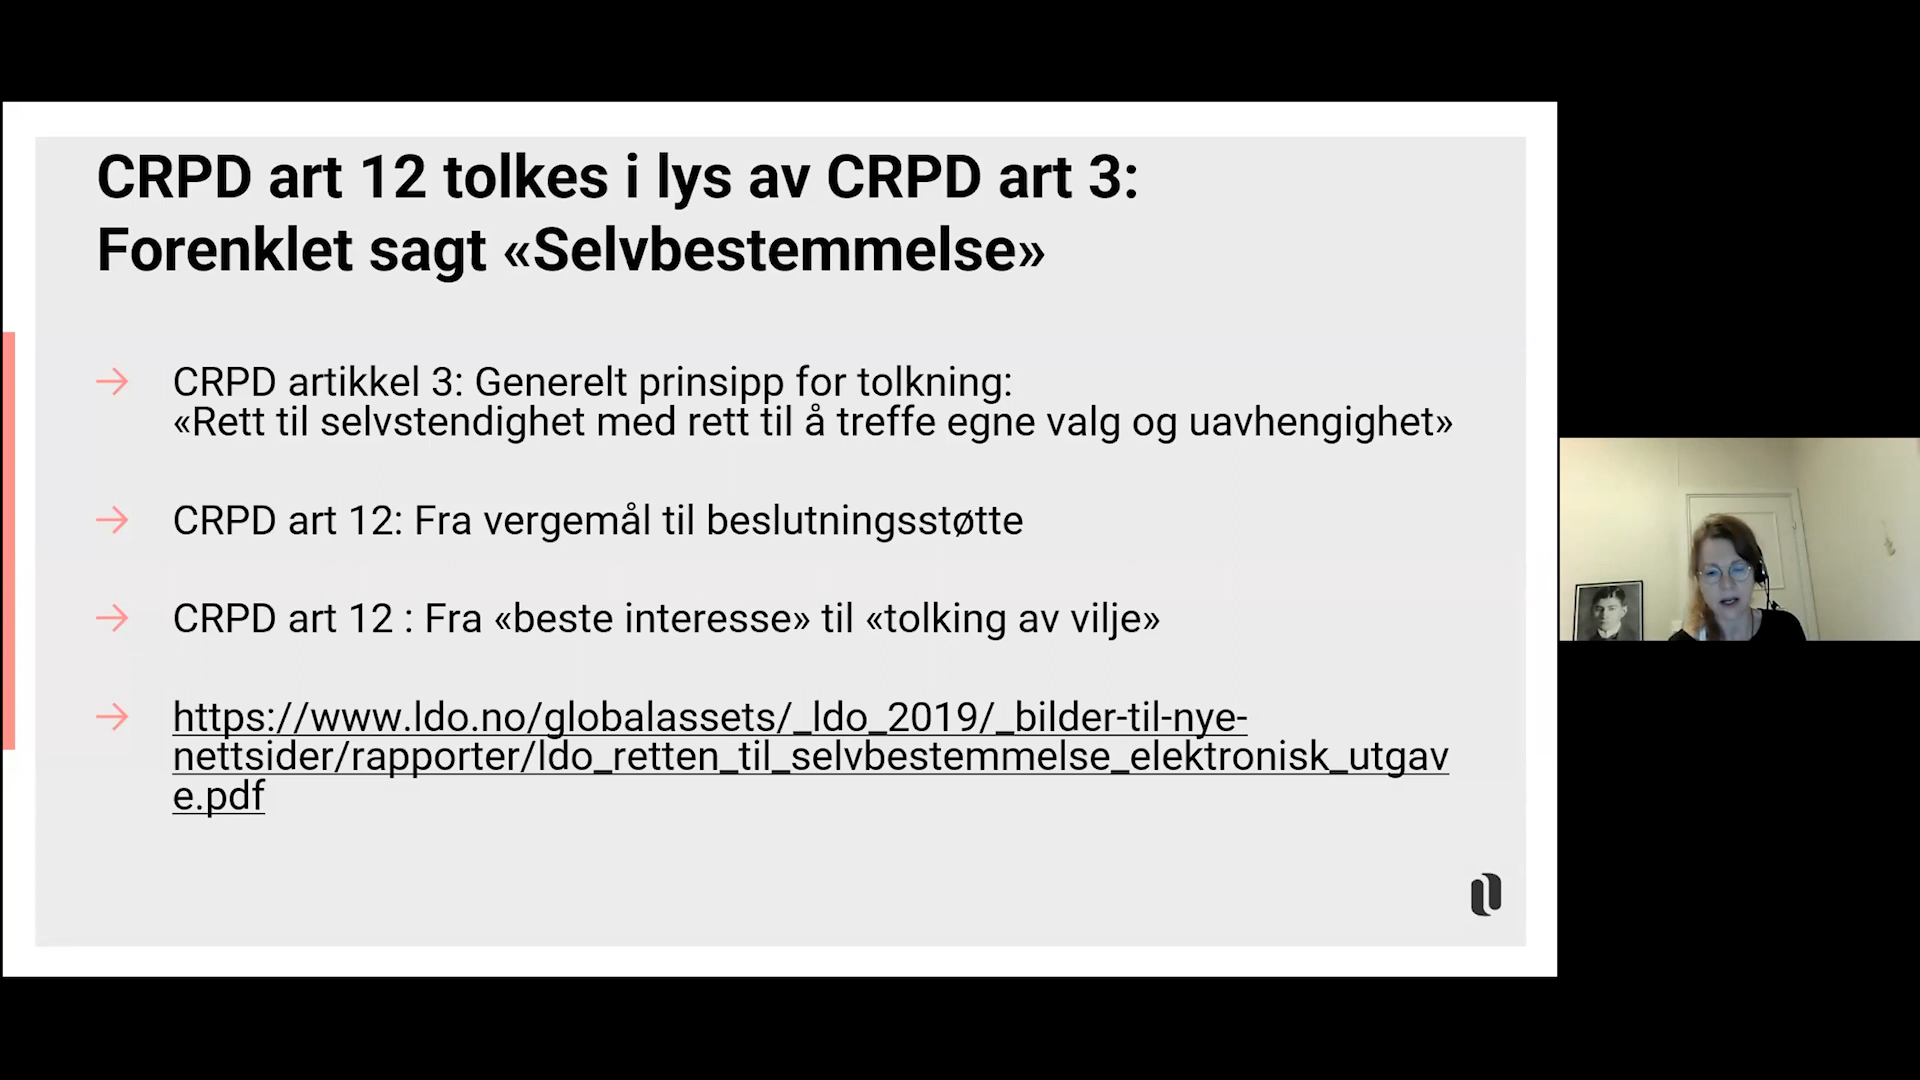 CRPD art 12 tolkes i lys av CRPD art 3:
Forenklet sagt «Selvbestemmelse»
CRPD artikkel 3: Generelt prinsipp for tolkning:
«Rett til selvstendighet med rett til å treffe egne valg og uavhengighet»
CRPD art 12: Fra vergemål til beslutningsstøtte
CRPD art 12 : Fra «beste interesse» til «tolking av vilje»
https://www.ldo.no/globalassets/_ldo_2019/_bilder-til-nye-
nettsider/rapporter/ldo_retten_til_selvbestemmelse_elektronisk_utgav
e.pdf